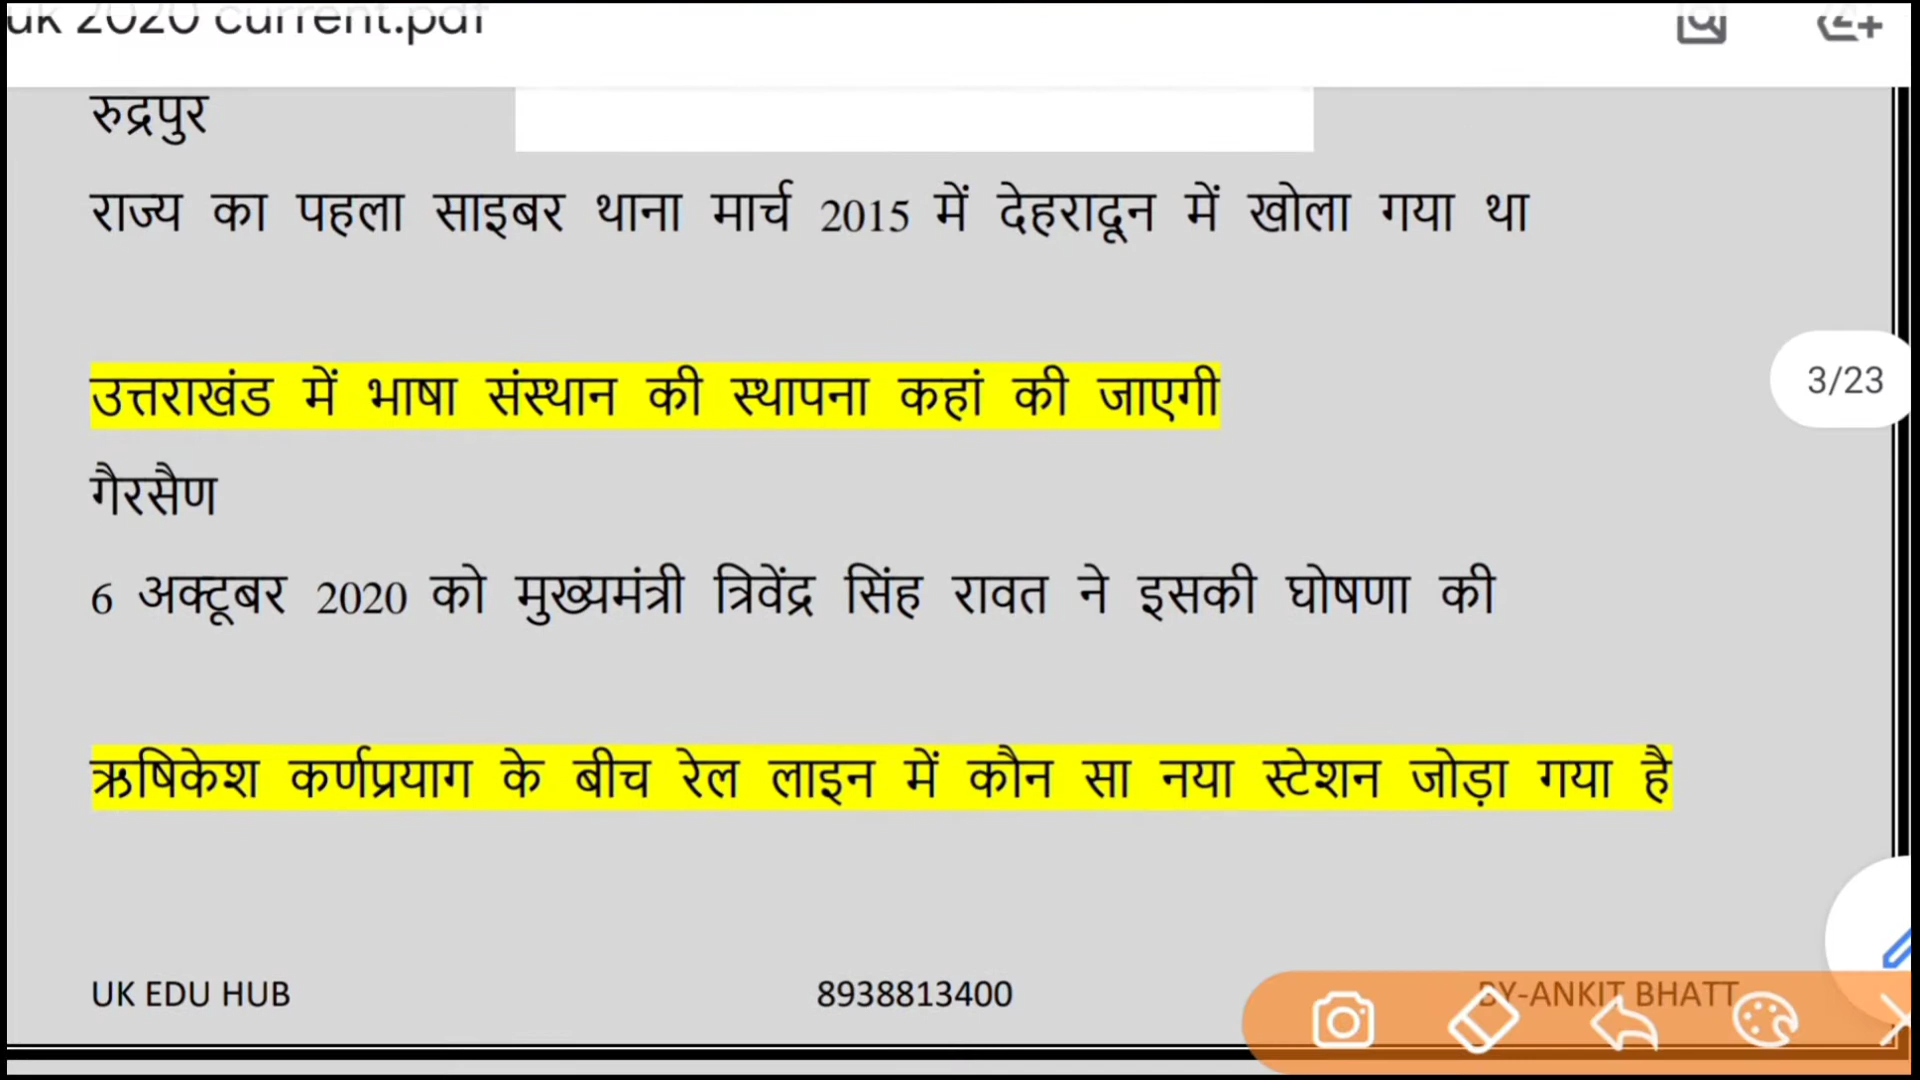 uk 2020 current.pdf
रुद्रपुर
राज्य का पहला साइबर थाना मार्च 2015 में देहरादून में खोला गया था
उत्तराखंड में भाषा संस्थान की स्थापना कहां की जाएगी
3/23
गैरसैण
6 अक्टूबर 2020 को मुख्यमंत्री त्रिवेंद्र सिंह रावत ने इसकी घोषणा की
ऋषिकेश कर्णप्रयाग के बीच रेल लाइन में कौन सा नया स्टेशन जोड़ा गया है
UK EDU HUB 8938813400 BY-ANKIT BHATT